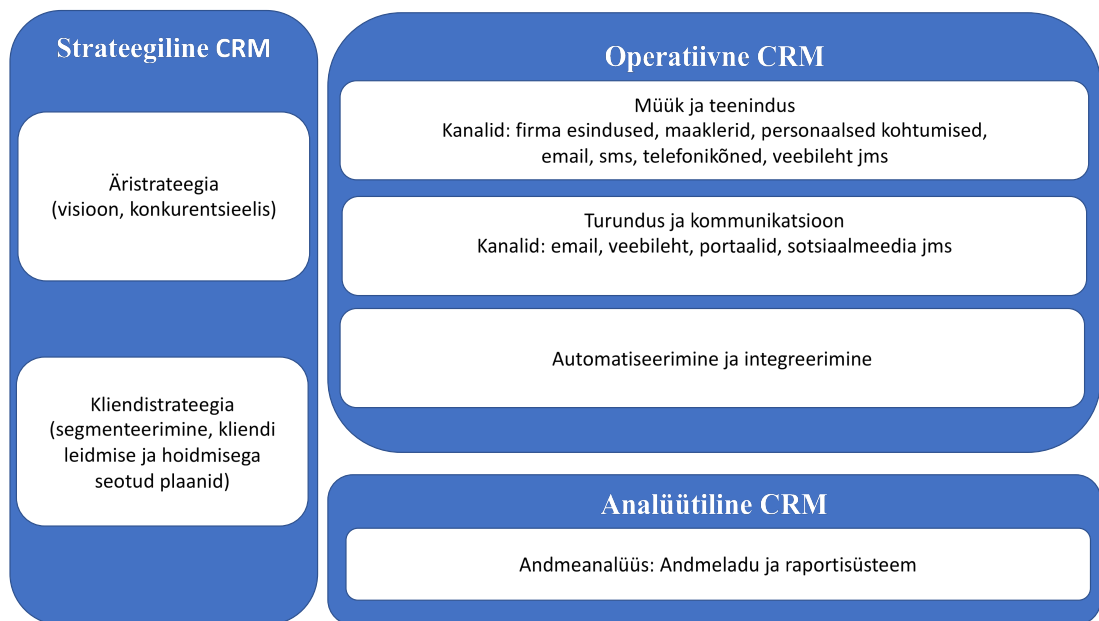 Strateegiline CRM
Äristrateegia
(visioon, konkurentsieelis)
Kliendistrateegia
(segmenteerimine, kliendi
leidmise ja hoidmisega
seotud plaanid)
Operatiivne CRM
Müük ja teenindus
Kanalid: firma esindused, maaklerid, personaalsed kohtumised,
email, sms, telefonikõned, veebileht jms
Turundus ja kommunikatsioon
Kanalid: email, veebileht, portaalid, sotsiaalmeedia jms
Automatiseerimine ja integreerimine
Analüütiline CRM
Andmeanalüüs: Andmeladu ja raportisüsteem